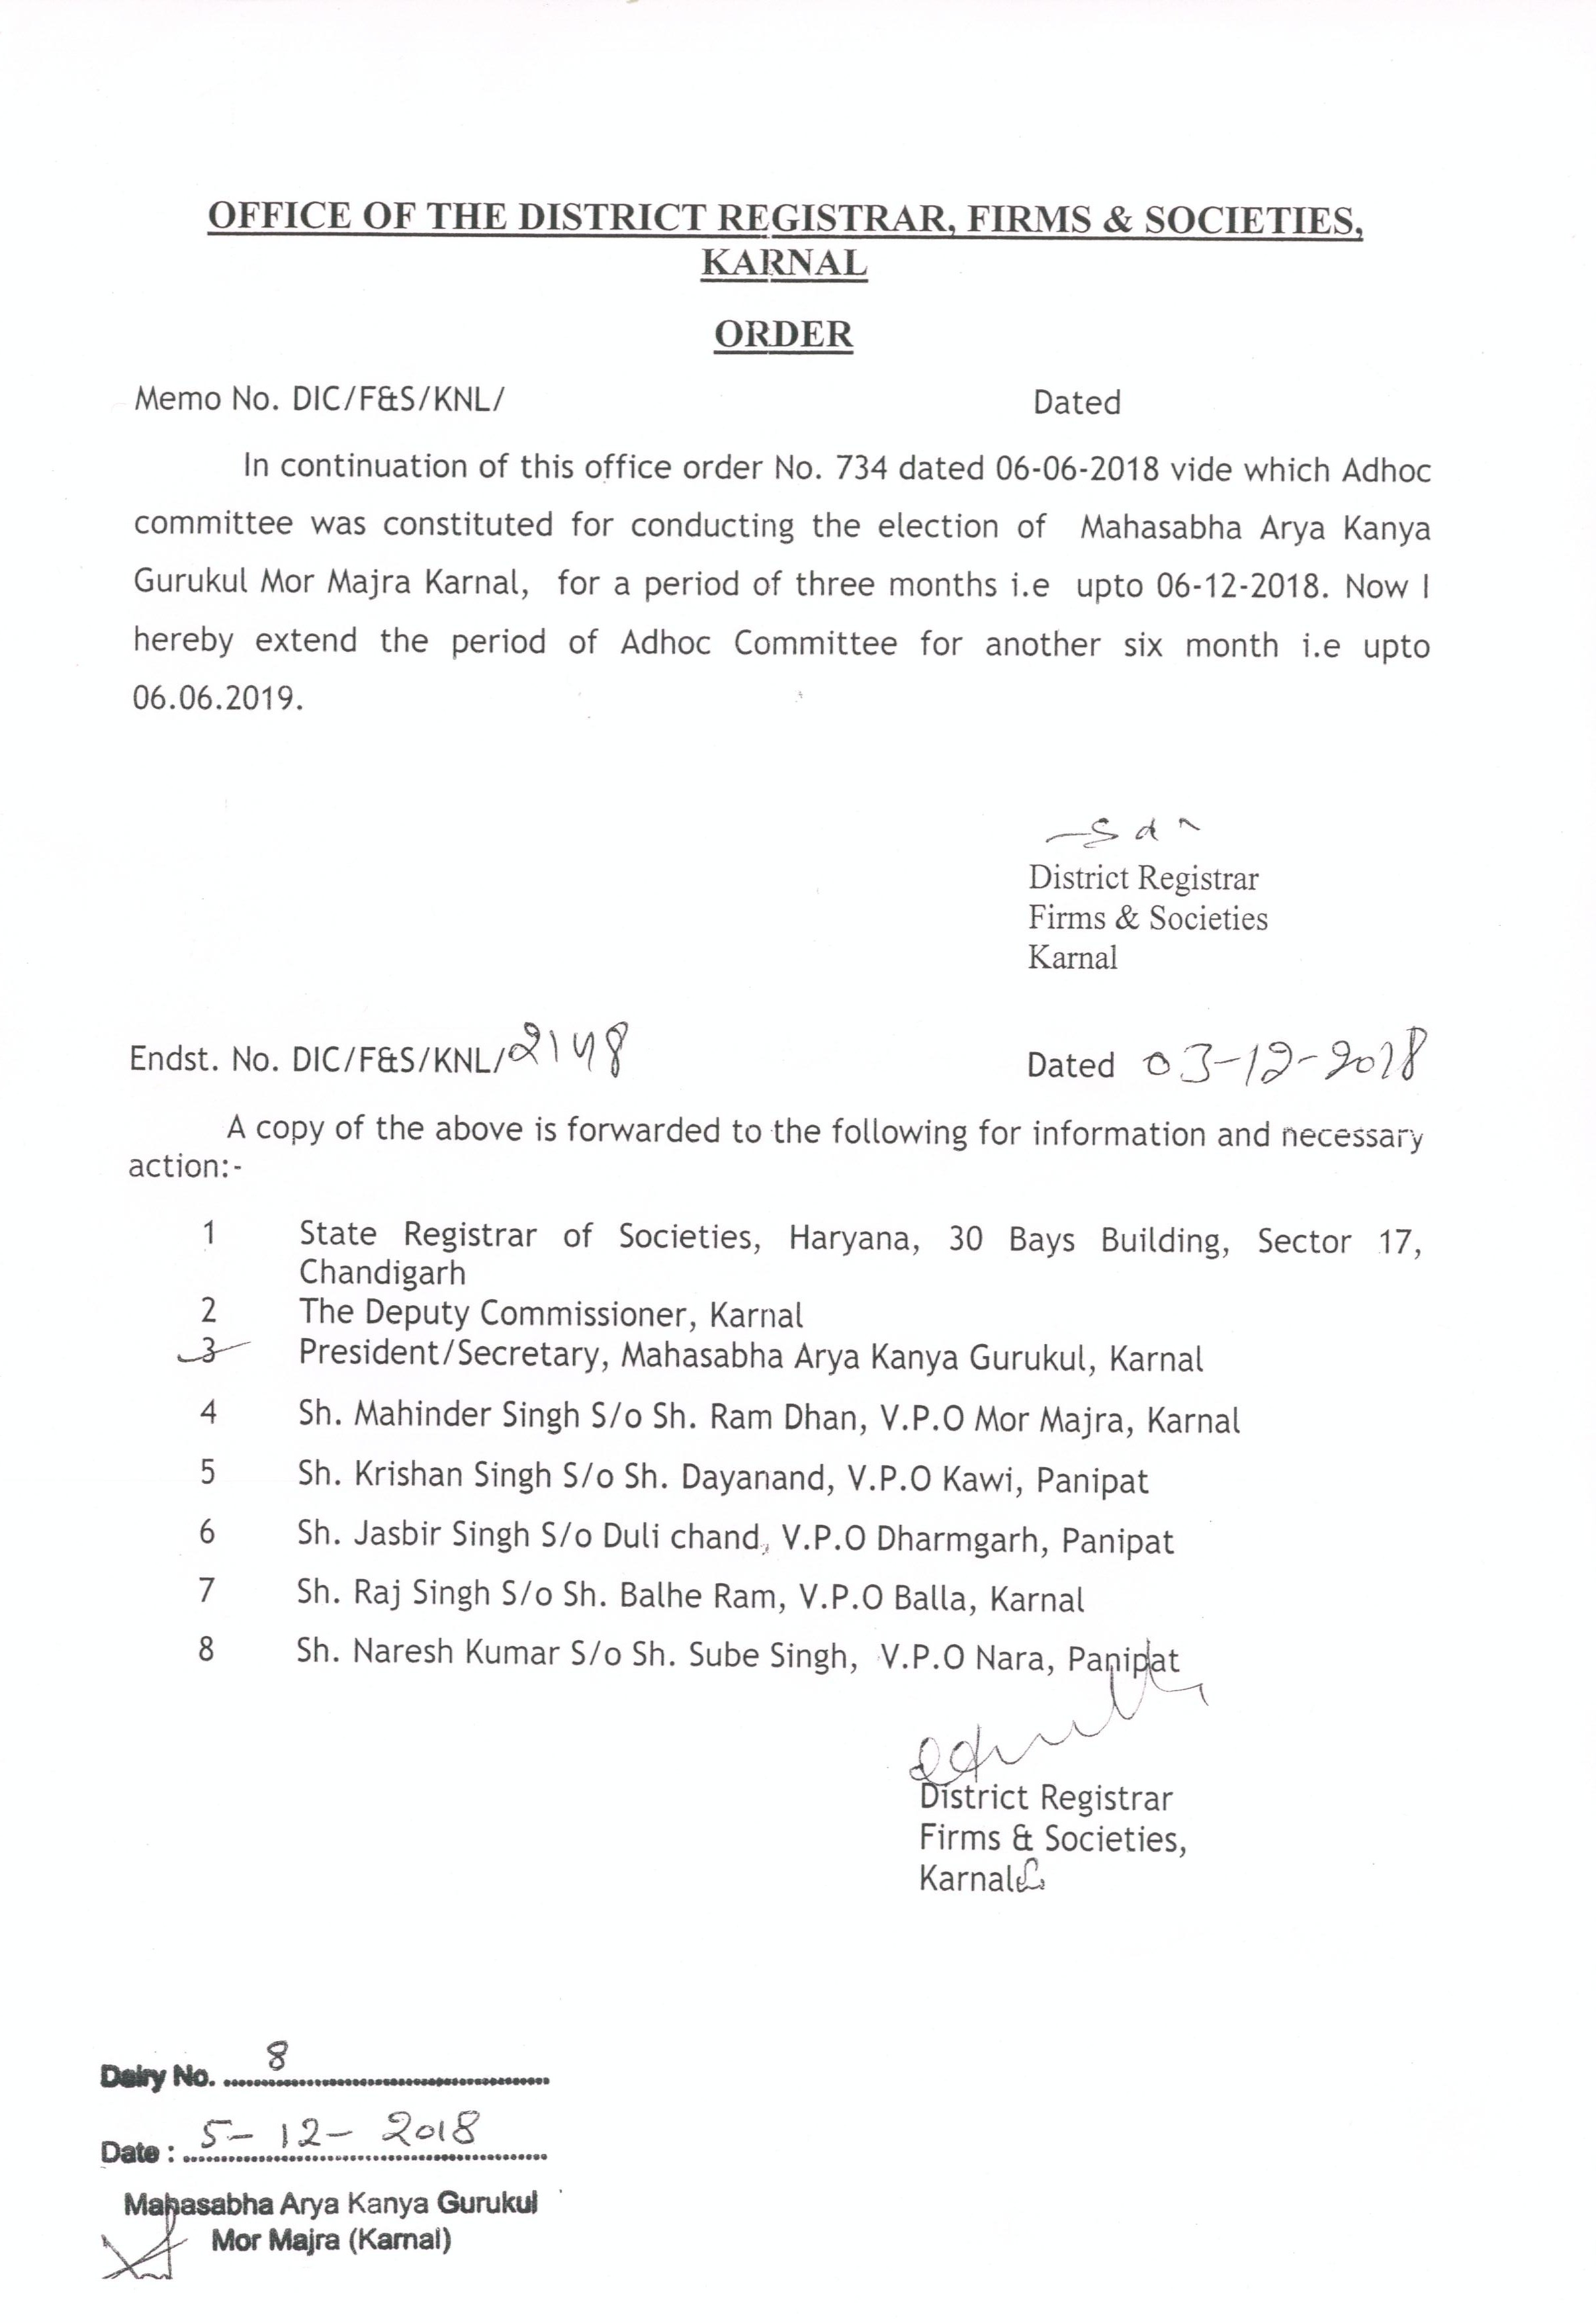 OFFICE OF THE DISTRICT REGISTRAR, FIRMS & SOCIETIES,
KARNAL
ORDER
Memo No. DIC/F&S/KNL/ Dated
In continuation of this office order No. 734 dated 06-06-2018 vide which Adhoc
committee was constituted for conducting the election of Mahasabha Arya Kanya
Gurukul Mor Majra Karnal, for a period of three months i.e upto 06-12-2018. Now I
hereby extend the period of Adhoc Committee for another six month i.e upto
06.06.2019.
-Sd-
District Registrar
Firms & Societies
Karnal
Endst. No. DIC/F&S/KNL/2148 Dated 03-12-2018
A copy of the above is forwarded to the following for information and necessary
action:-
1 State Registrar of Societies, Haryana, 30 Bays Building, Sector 17,
Chandigarh
2 The Deputy Commissioner, Karnal
3 President/Secretary, Mahasabha Arya Kanya Gurukul, Karnal
4 Sh. Mahinder Singh S/o Sh. Ram Dhan, V.P.O Mor Majra, Karnal
5 Sh. Krishan Singh S/o Sh. Dayanand, V.P.O Kawi, Panipat
6 Sh. Jasbir Singh S/o Duli chand, V.P.O Dharmgarh, Panipat
7 Sh. Raj Singh S/o Sh. Balhe Ram, V.P.O Balla, Karnal
8 Sh. Naresh Kumar S/o Sh. Sube Singh, V.P.O Nara, Panipat
District Registrar
Firms & Societies,
Karnal
Dairy No. 8
Date : 5-12-2018
Mahasabha Arya Kanya Gurukul
Mor Majra (Karnal)